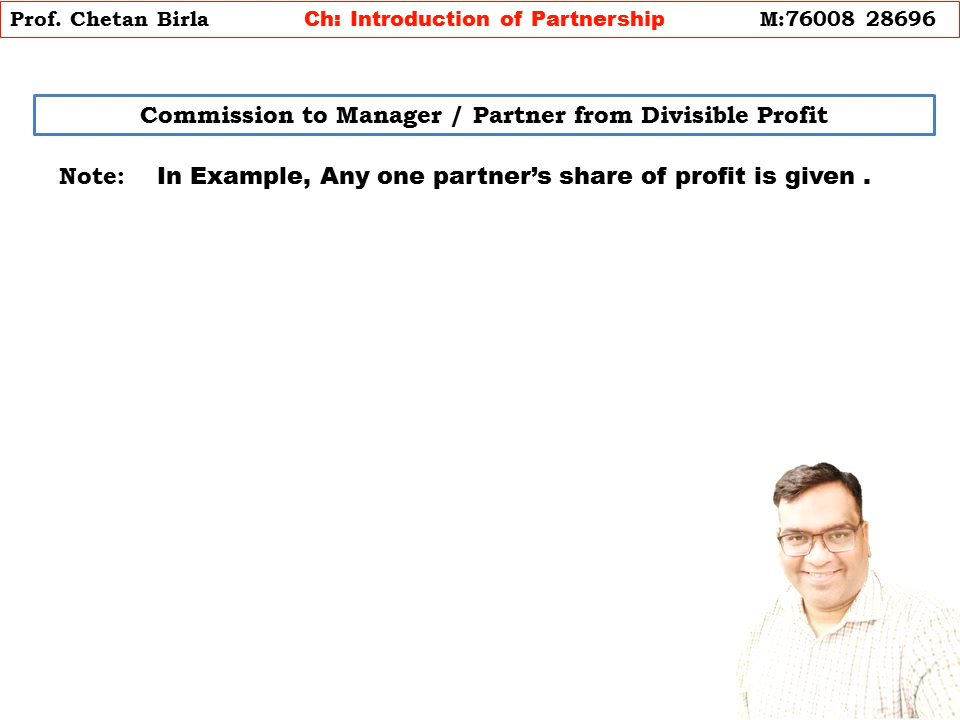 Prof. Chetan Birla Ch: Introduction of Partnership M:76008 28696
Commission to Manager / Partner from Divisible Profit
Note: In Example, Any one partner’s share of profit is given .